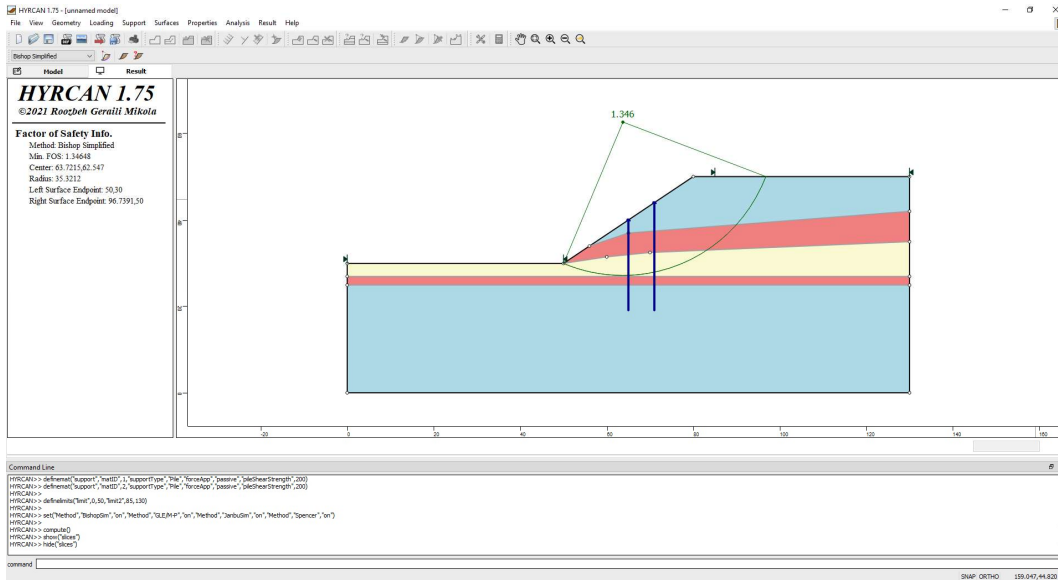 HYRCAN 1.75 - [unnamed model]
File View Geometry Loading Support Surfaces Properties Analysis Result Help
Bishop Simplified
Model Result
HYRCAN 1.75
©2021 Roozbeh Geraili Mikola
Factor of Safety Info.
Method: Bishop Simplified
Min. FOS: 1.34648
Center: 63.7215,62.547
Radius: 35.3212
Left Surface Endpoint: 50,30
Right Surface Endpoint: 96.7391,50
1.346
-20 0 20 40 60 80 100 120 140 160
Command Line
HYRCAN>> definemat("support","matID",1,"supportType","Pile","forceApp","passive","pileShearStrength",200)
HYRCAN>> definemat("support","matID",2,"supportType","Pile","forceApp","passive","pileShearStrength",200)
HYRCAN>>
HYRCAN>> definelimits("limit",0,50,"limit2",85,130)
HYRCAN>>
HYRCAN>> set("Method","BishopSim","on","Method","GLE/M-P","on","Method","JanbuSim","on","Method","Spencer","on")
HYRCAN>>
HYRCAN>> compute()
HYRCAN>> show("slices")
HYRCAN>> hide("slices")
command
SNAP ORTHO 159.047,44.820